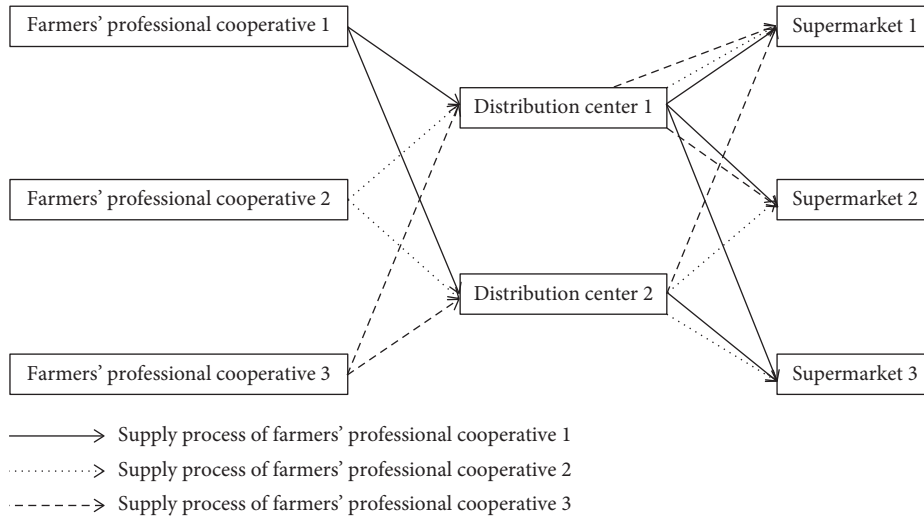 Farmers’ professional cooperative 1
Supermarket 1
Distribution center 1
Farmers’ professional cooperative 2
Supermarket 2
Distribution center 2
Farmers’ professional cooperative 3
Supermarket 3
Supply process of farmers’ professional cooperative 1
Supply process of farmers’ professional cooperative 2
Supply process of farmers’ professional cooperative 3